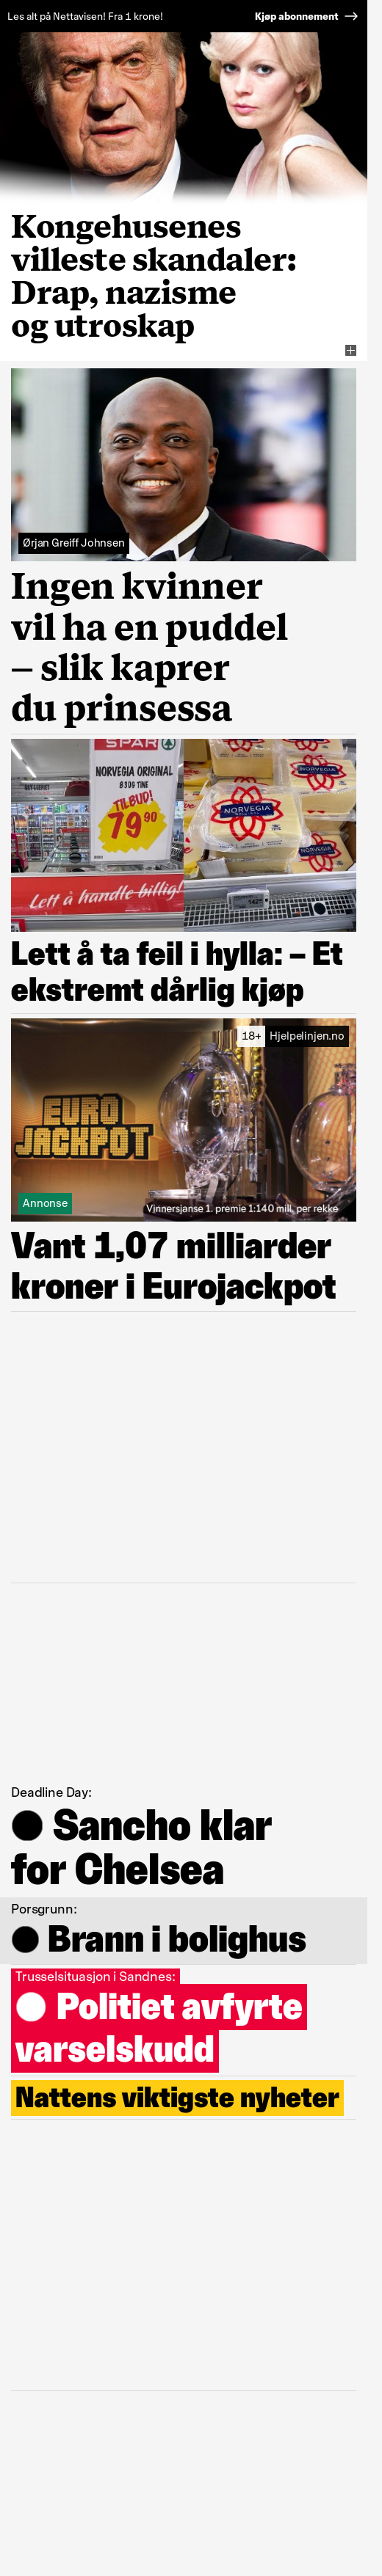 Les alt på Nettavisen! Fra 1 krone!
Kjøp abonnement
Kongehusenes
villeste skandaler:
Drap, nazisme
og utroskap
Ørjan Greiff Johnsen
Ingen kvinner
vil ha en puddel
– slik kaprer
du prinsessa
SPAR
NORVEGIA ORIGINAL
830G TINE
TILBUD!
79 90
Lett å handle billig!
NORVEGIA
NORVEGIA
NORVEGIA
Lett å ta feil i hylla: – Et
ekstremt dårlig kjøp
18+ Hjelpelinjen.no
EURO
JACKPOT
Annonse
Vinnersjanse 1. premie 1:140 mill. per rekke
Vant 1,07 milliarder
kroner i Eurojackpot
Deadline Day:
Sancho klar
for Chelsea
Porsgrunn:
Brann i bolighus
Trusselsituasjon i Sandnes:
Politiet avfyrte
varselskudd
Nattens viktigste nyheter